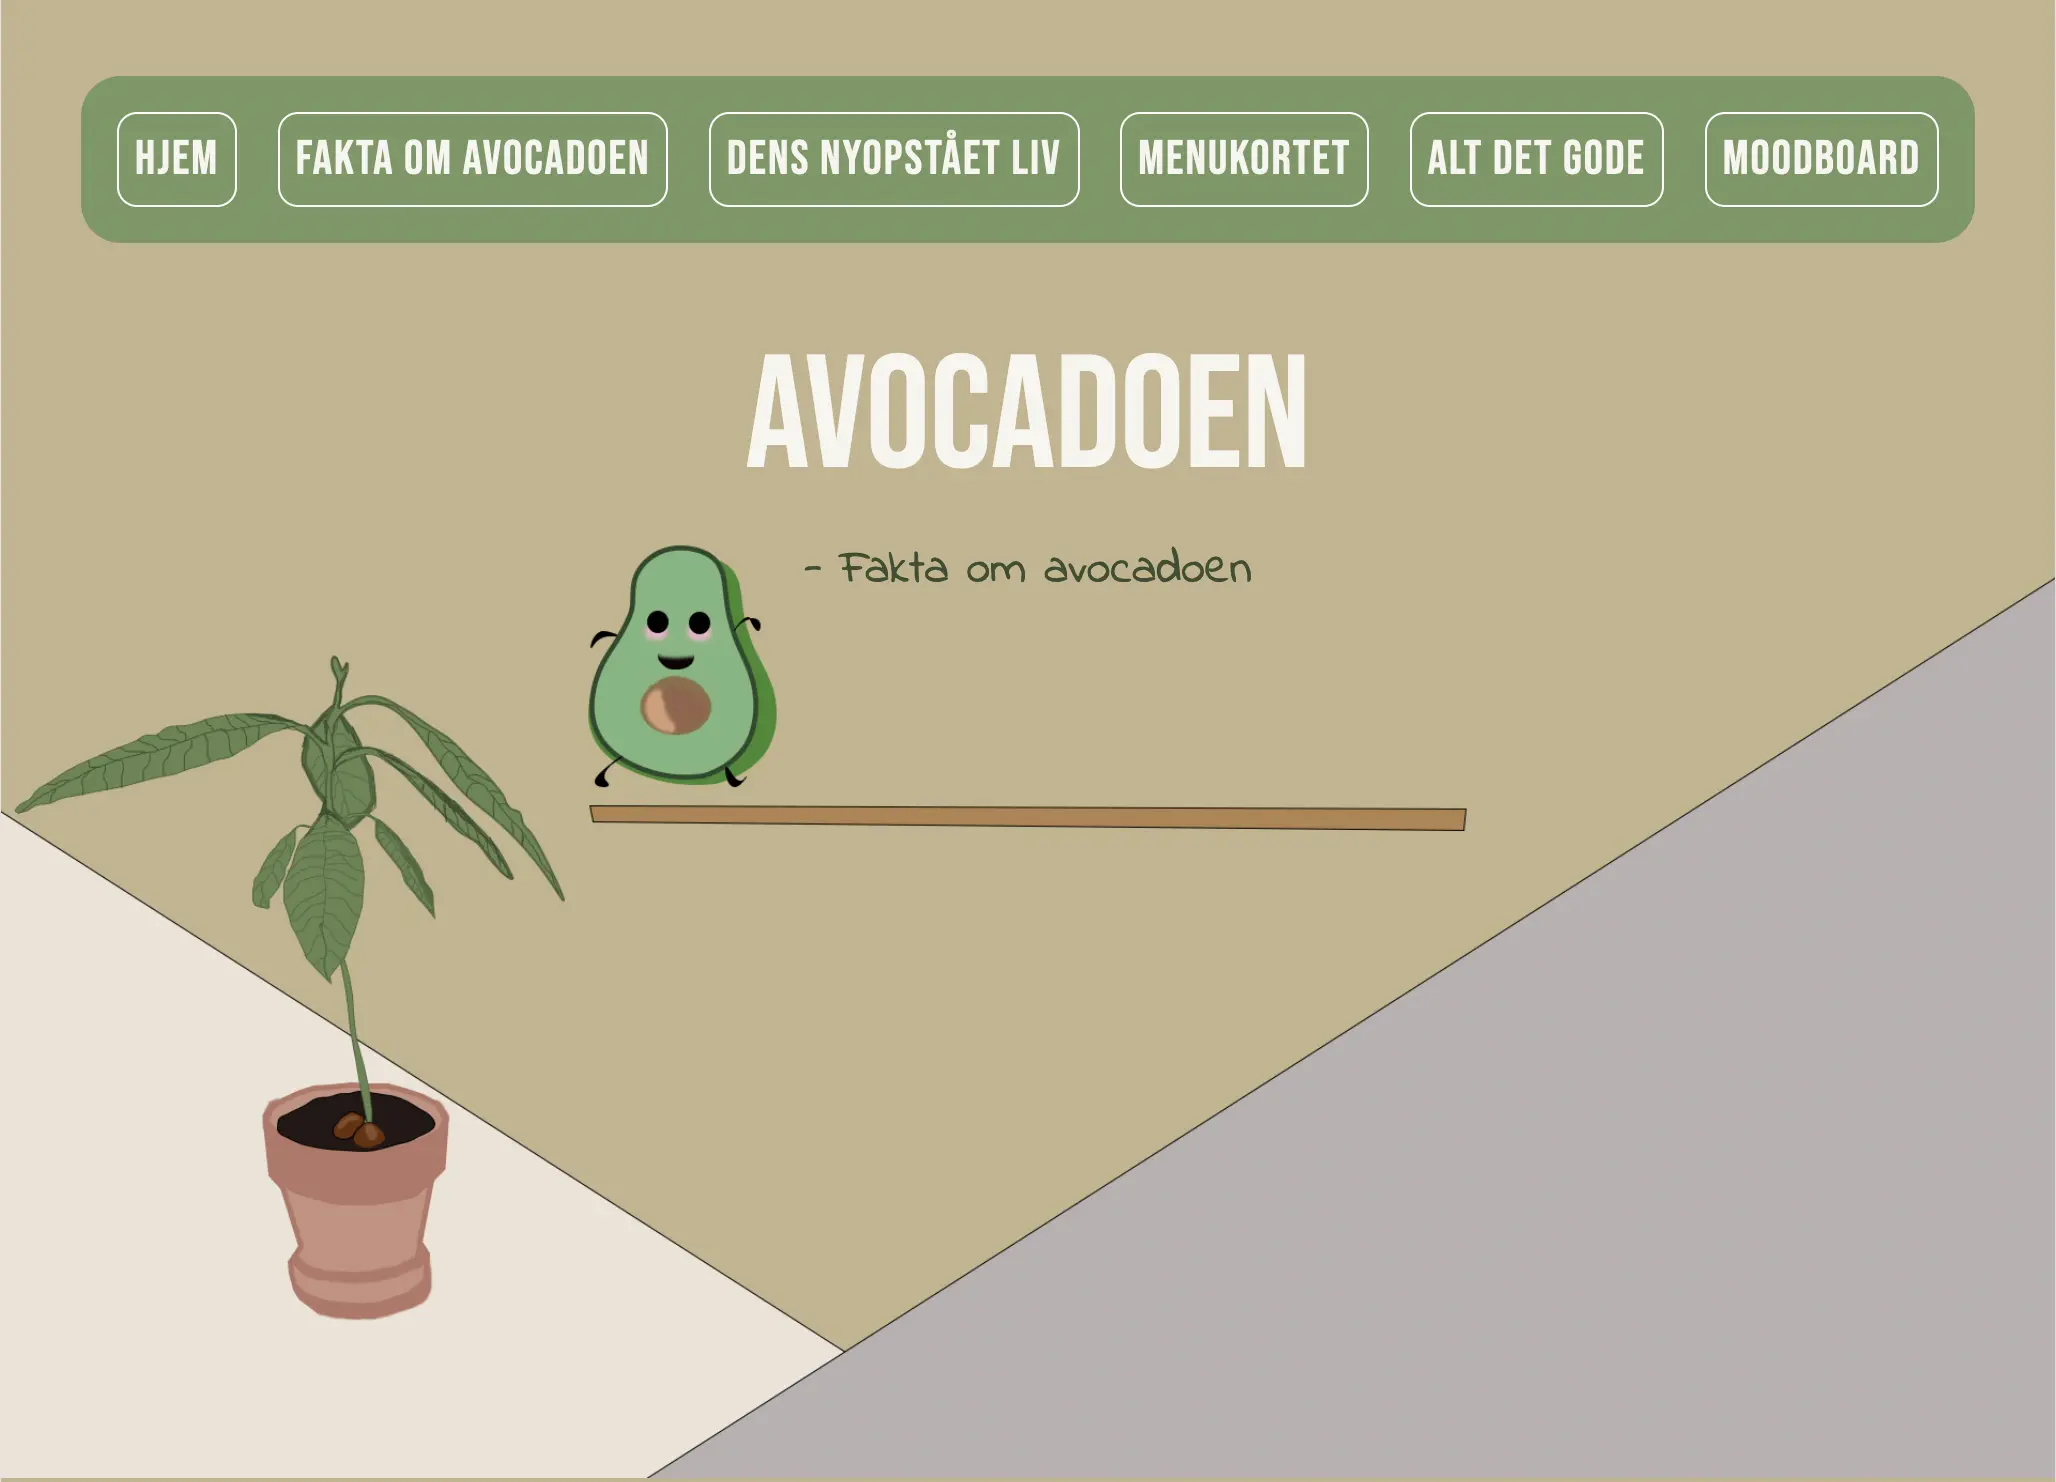 HJEM
FAKTA OM AVOCADOEN
DENS NYOPSTÅET LIV
MENUKORTET
ALT DET GODE
MOODBOARD
AVOCADOEN
- Fakta om avocadoen